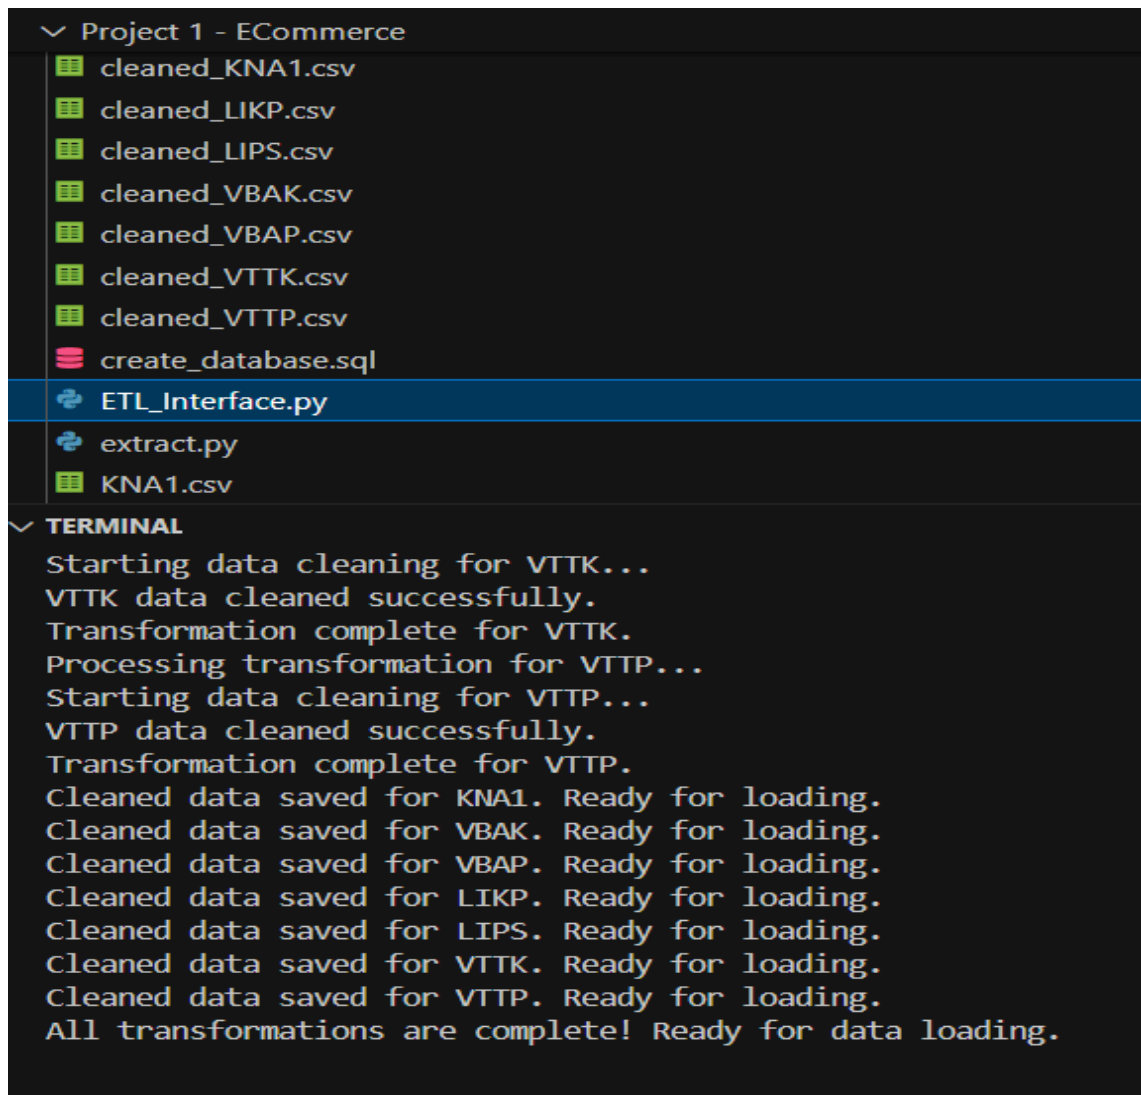 Project 1 - ECommerce
cleaned_KNA1.csv
cleaned_LIKP.csv
cleaned_LIPS.csv
cleaned_VBAK.csv
cleaned_VBAP.csv
cleaned_VTTK.csv
cleaned_VTTP.csv
create_database.sql
ETL_Interface.py
extract.py
KNA1.csv
TERMINAL
Starting data cleaning for VTTK...
VTTK data cleaned successfully.
Transformation complete for VTTK.
Processing transformation for VTTP...
Starting data cleaning for VTTP...
VTTP data cleaned successfully.
Transformation complete for VTTP.
Cleaned data saved for KNA1. Ready for loading.
Cleaned data saved for VBAK. Ready for loading.
Cleaned data saved for VBAP. Ready for loading.
Cleaned data saved for LIKP. Ready for loading.
Cleaned data saved for LIPS. Ready for loading.
Cleaned data saved for VTTK. Ready for loading.
Cleaned data saved for VTTP. Ready for loading.
All transformations are complete! Ready for data loading.